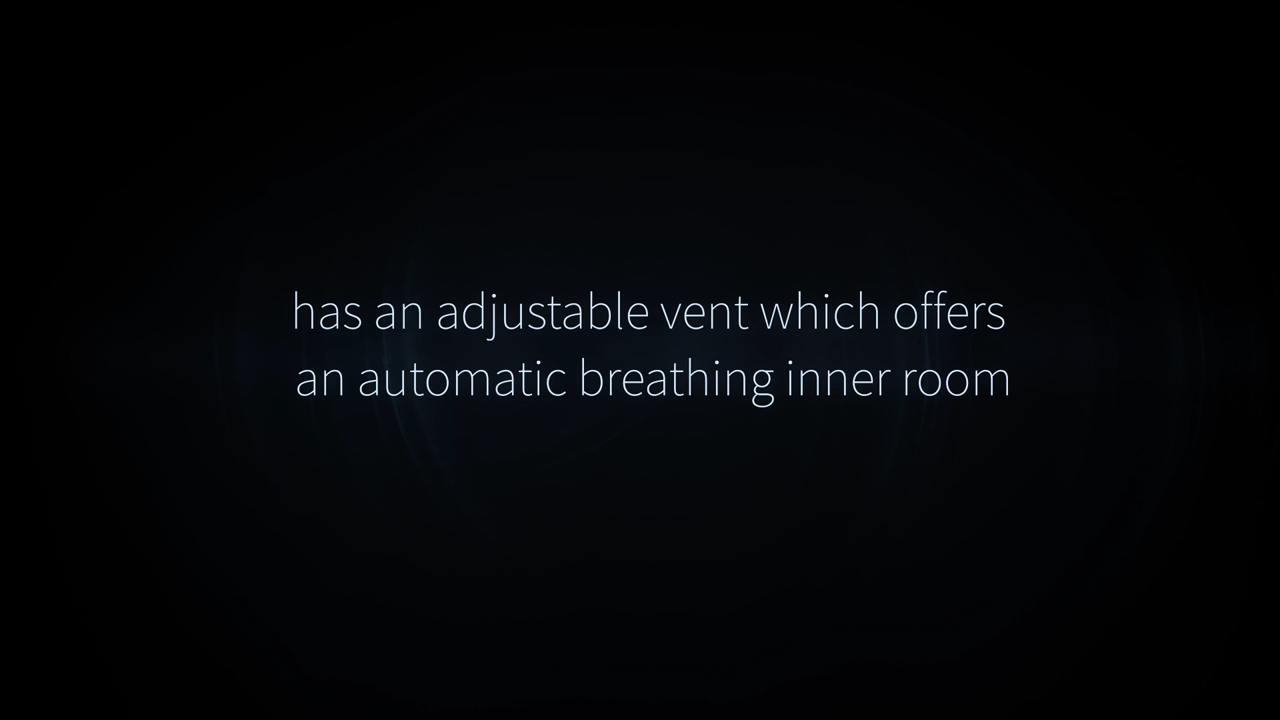 has an adjustable vent which offers
an automatic breathing inner room